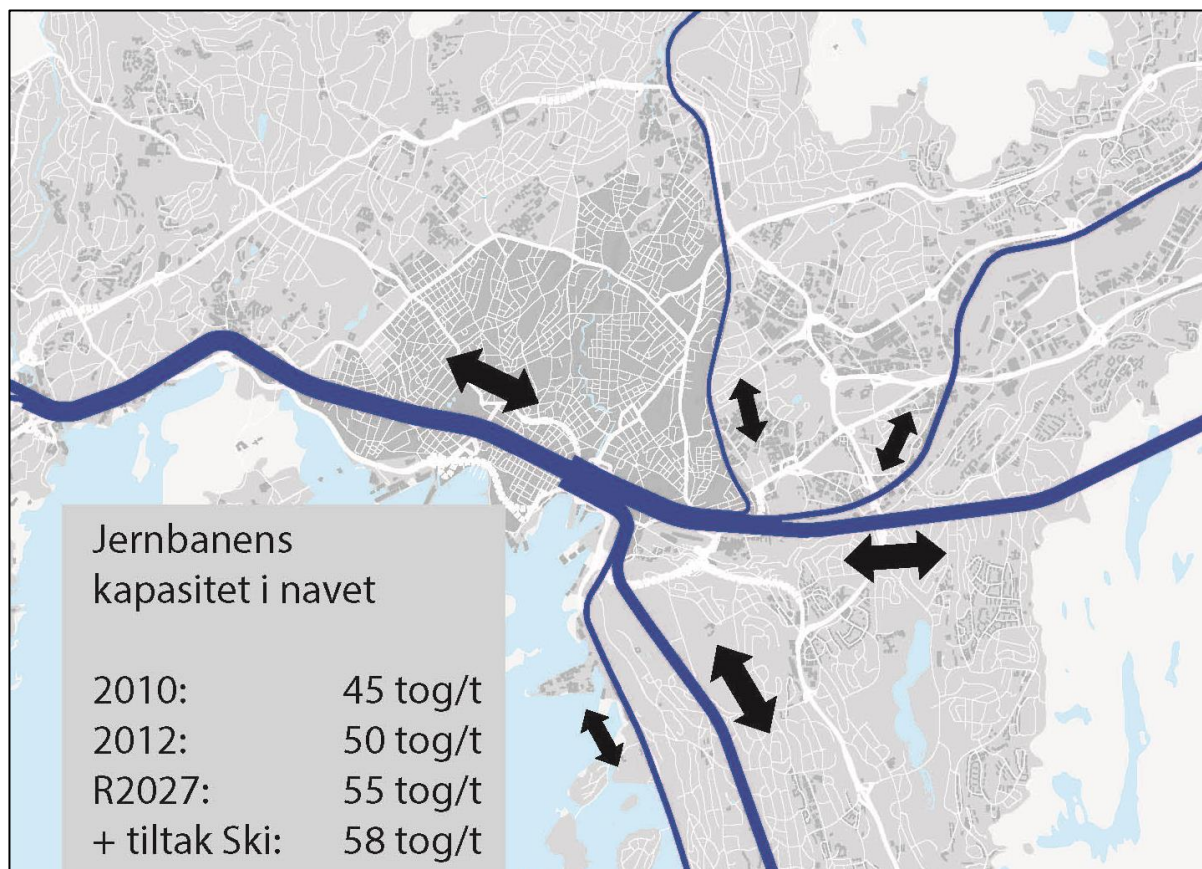 Jernbanens
kapasitet i navet
2010: 45 tog/t
2012: 50 tog/t
R2027: 55 tog/t
+ tiltak Ski: 58 tog/t